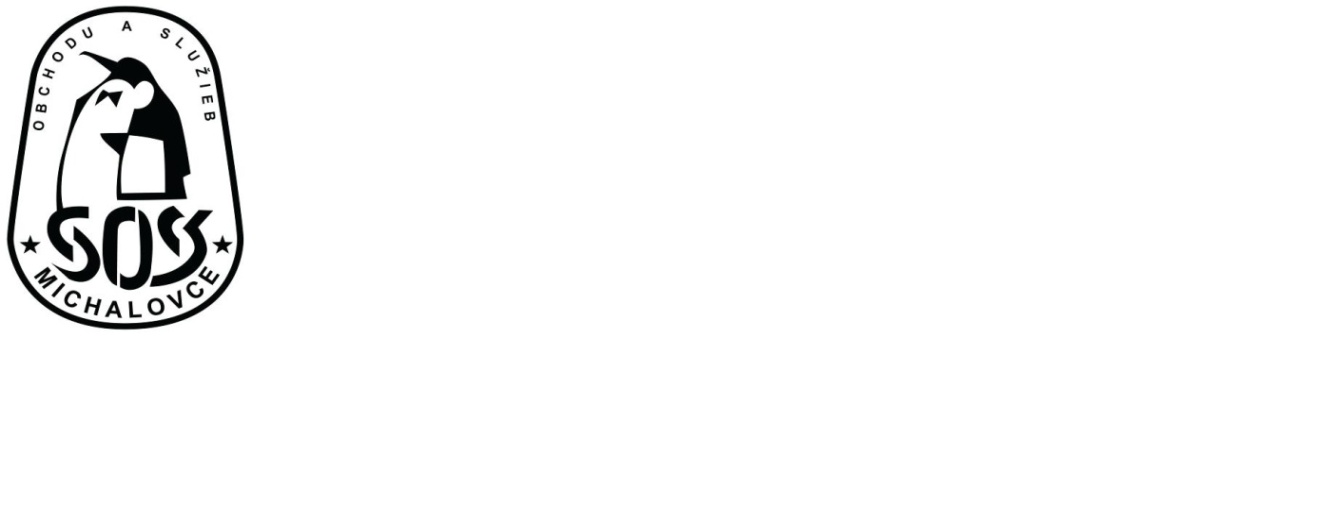 OBCHODU A SLUŽIEB
SOŠ
MICHALOVCE